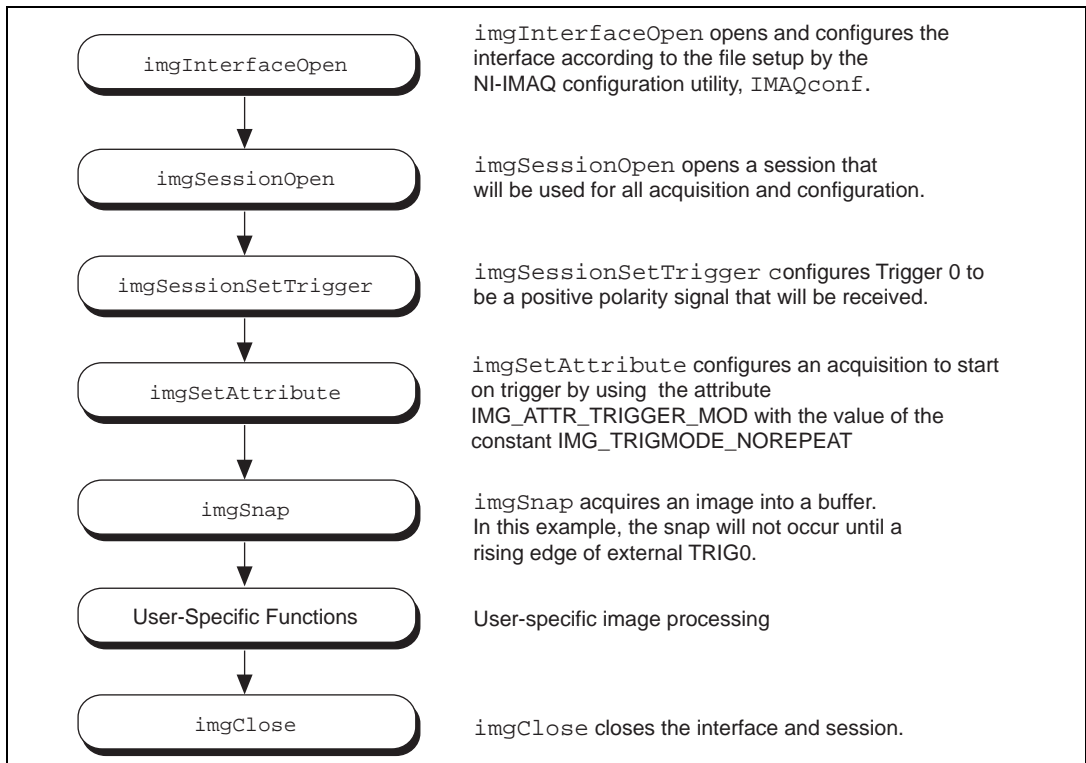 imgInterfaceOpen
imgInterfaceOpen opens and configures the
interface according to the file setup by the
NI-IMAQ configuration utility, IMAQconf.
imgSessionOpen
imgSessionOpen opens a session that
will be used for all acquisition and configuration.
imgSessionSetTrigger
imgSessionSetTrigger configures Trigger 0 to
be a positive polarity signal that will be received.
imgSetAttribute
imgSetAttribute configures an acquisition to start
on trigger by using the attribute
IMG_ATTR_TRIGGER_MOD with the value of the
constant IMG_TRIGMODE_NOREPEAT
imgSnap
imgSnap acquires an image into a buffer.
In this example, the snap will not occur until a
rising edge of external TRIG0.
User-Specific Functions
User-specific image processing
imgClose
imgClose closes the interface and session.